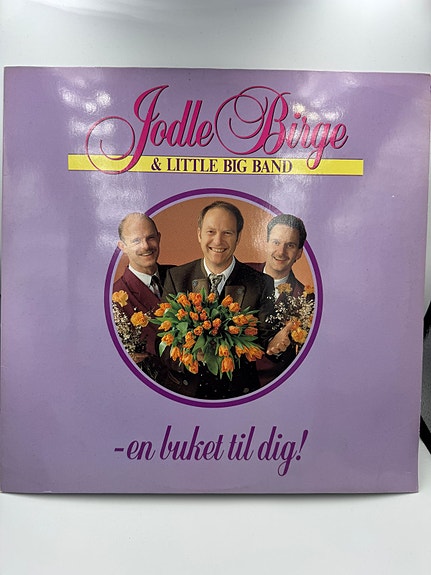 Jodle Birge
& LITTLE BIG BAND
-en buket til dig!